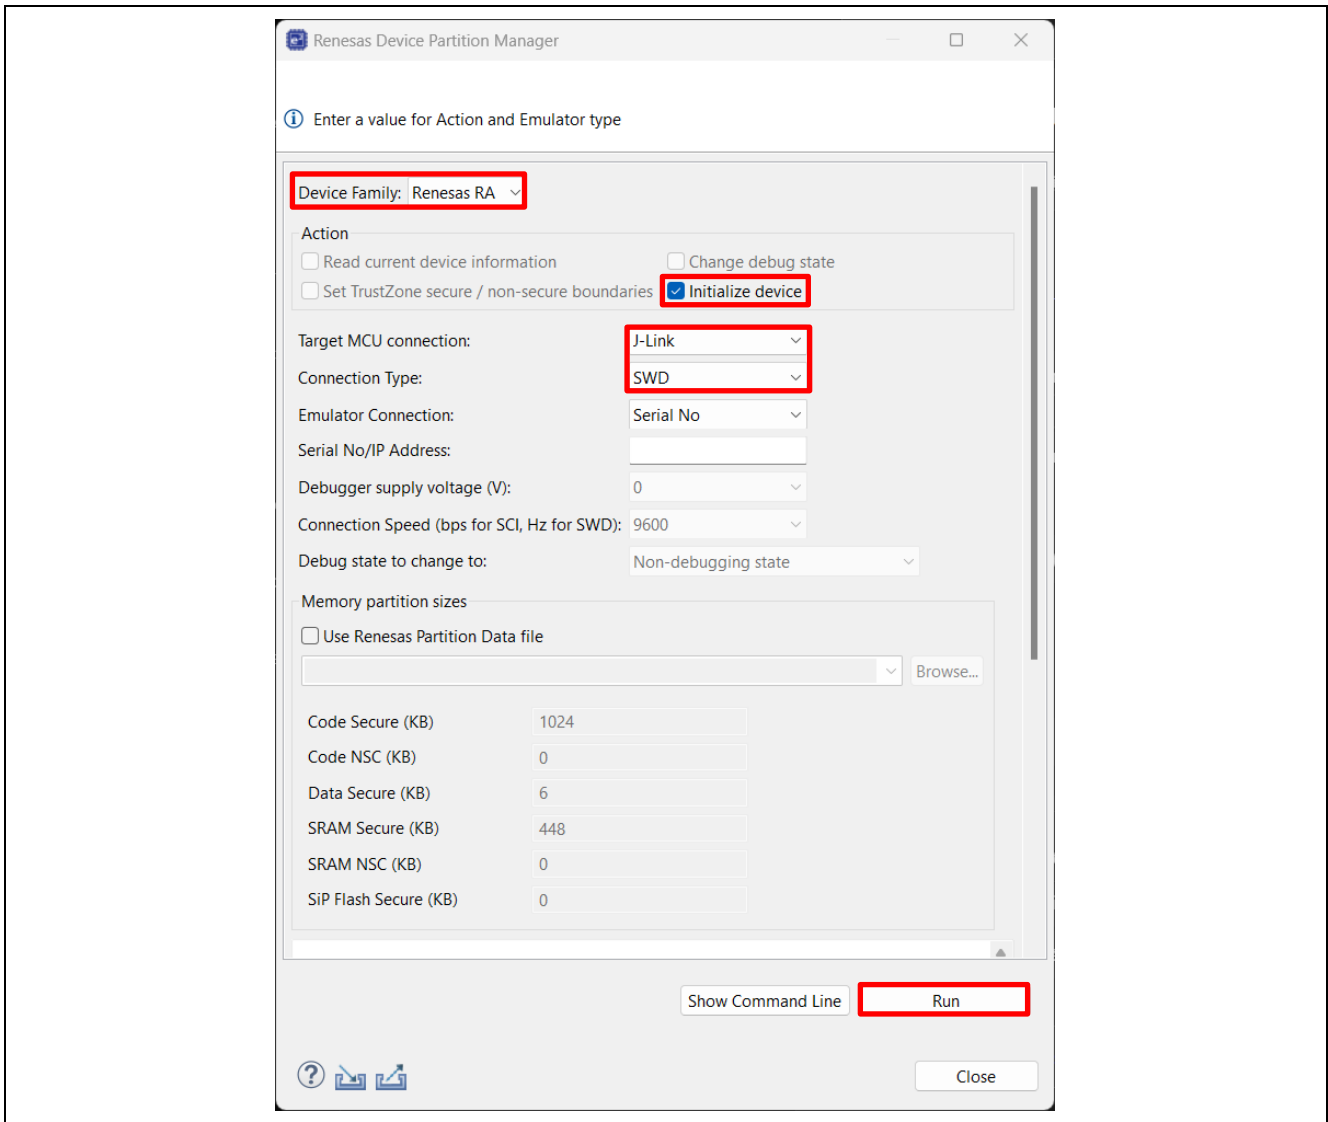 Renesas Device Partition Manager
Enter a value for Action and Emulator type
Device Family: Renesas RA
Action
Read current device information Change debug state
Set TrustZone secure / non-secure boundaries Initialize device
Target MCU connection: J-Link
Connection Type: SWD
Emulator Connection: Serial No
Serial No/IP Address:
Debugger supply voltage (V): 0
Connection Speed (bps for SCI, Hz for SWD): 9600
Debug state to change to: Non-debugging state
Memory partition sizes
Use Renesas Partition Data file
Browse...
Code Secure (KB) 1024
Code NSC (KB) 0
Data Secure (KB) 6
SRAM Secure (KB) 448
SRAM NSC (KB) 0
SiP Flash Secure (KB) 0
Show Command Line Run
Close